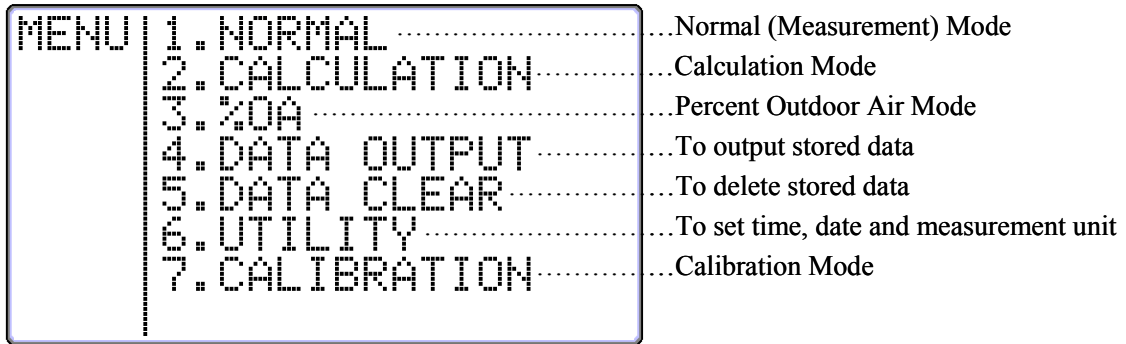 MENU 1.NORMAL ...Normal (Measurement) Mode
2.CALCULATION ...Calculation Mode
3.%OA ...Percent Outdoor Air Mode
4.DATA OUTPUT ...To output stored data
5.DATA CLEAR ...To delete stored data
6.UTILITY ...To set time, date and measurement unit
7.CALIBRATION ...Calibration Mode